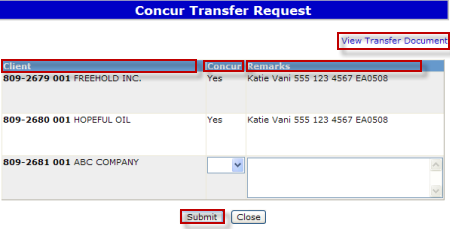 Concur Transfer Request
View Transfer Document
Client Concur Remarks
809-2679 001 FREEHOLD INC. Yes Katie Vani 555 123 4567 EA0508
809-2680 001 HOPEFUL OIL Yes Katie Vani 555 123 4567 EA0508
809-2681 001 ABC COMPANY
Submit Close